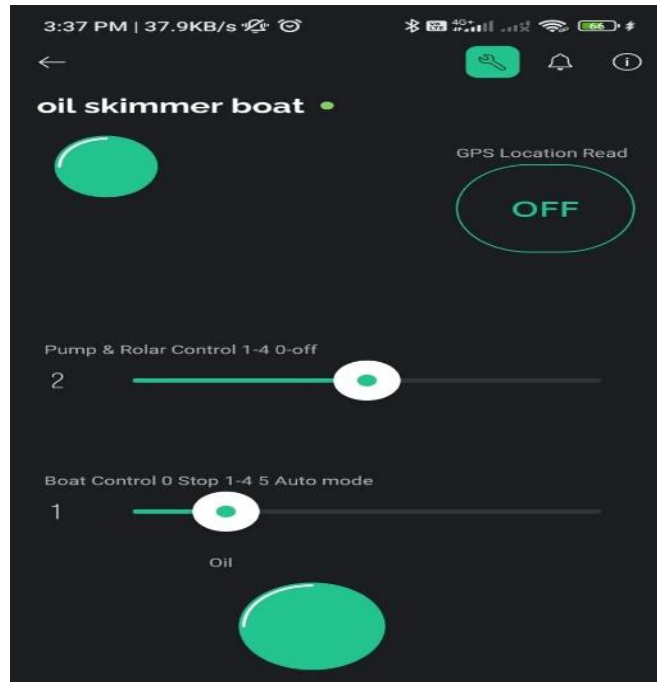 3:37 PM | 37.9KB/s
4G+
66
oil skimmer boat
GPS Location Read
OFF
Pump & Rolar Control 1-4 0-off
2
Boat Control 0 Stop 1-4 5 Auto mode
1
Oil